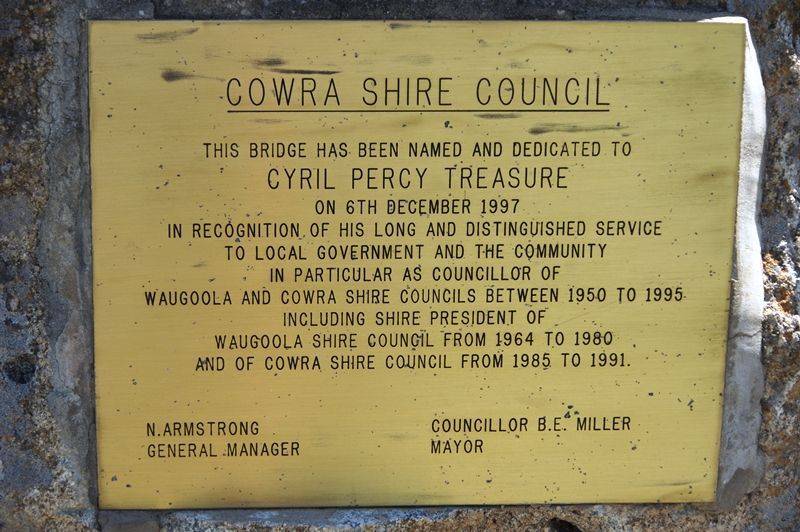 COWRA SHIRE COUNCIL
THIS BRIDGE HAS BEEN NAMED AND DEDICATED TO
CYRIL PERCY TREASURE
ON 6TH DECEMBER 1997
IN RECOGNITION OF HIS LONG AND DISTINGUISHED SERVICE
TO LOCAL GOVERNMENT AND THE COMMUNITY
IN PARTICULAR AS COUNCILLOR OF
WAUGOOLA AND COWRA SHIRE COUNCILS BETWEEN 1950 TO 1995
INCLUDING SHIRE PRESIDENT OF
WAUGOOLA SHIRE COUNCIL FROM 1964 TO 1980
AND OF COWRA SHIRE COUNCIL FROM 1985 TO 1991.
N.ARMSTRONG
GENERAL MANAGER
COUNCILLOR B.E. MILLER
MAYOR